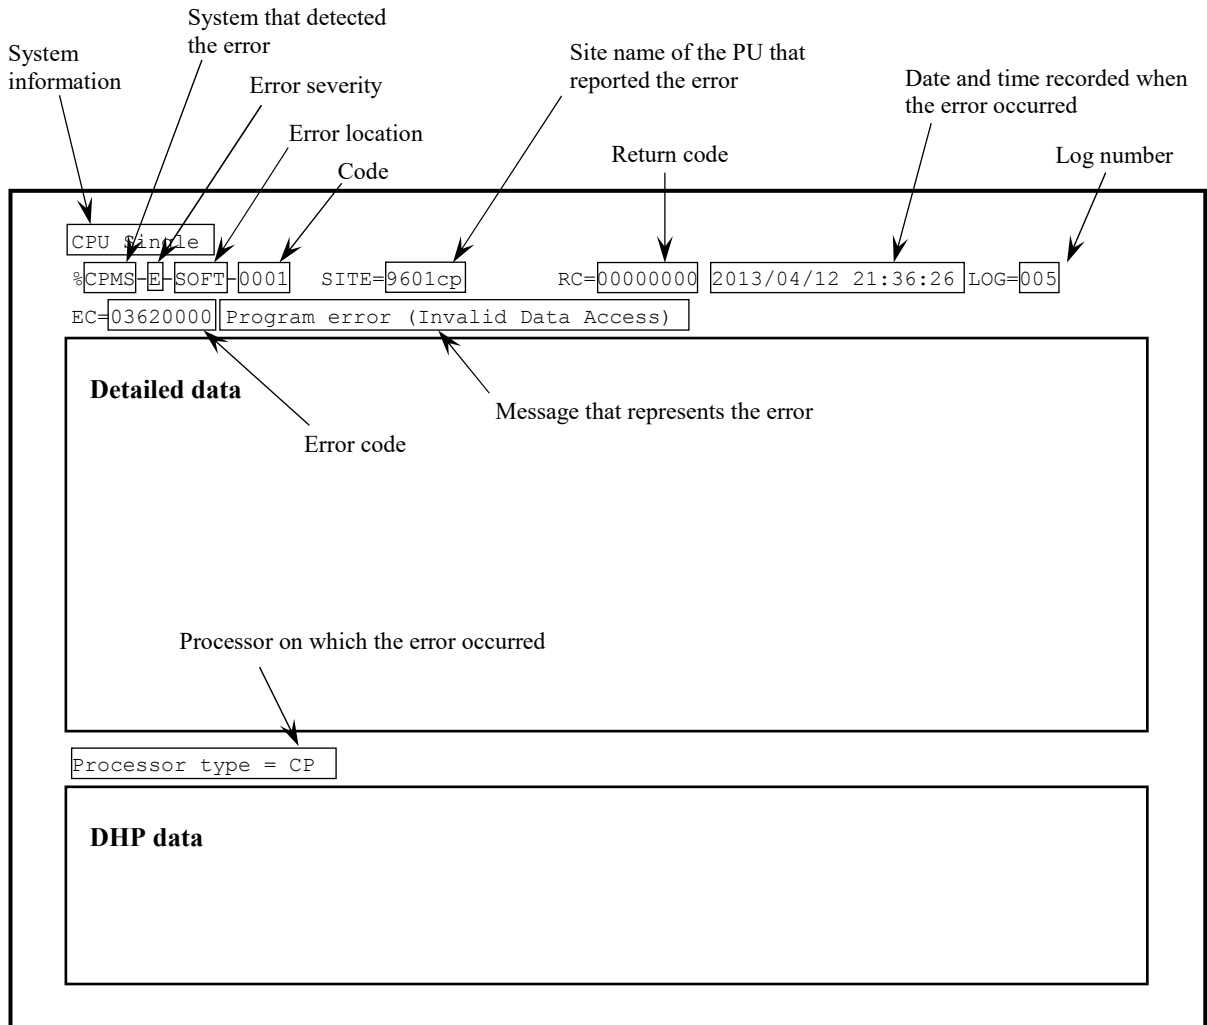 System that detected
the error
System
information
Error severity
Site name of the PU that
reported the error
Date and time recorded when
the error occurred
Error location
Return code
Log number
Code
CPU Single
%CPMS-E-SOFT-0001 SITE=9601cp RC=00000000 2013/04/12 21:36:26 LOG=005
EC=03620000 Program error (Invalid Data Access)
Detailed data
Message that represents the error
Error code
Processor on which the error occurred
Processor type = CP
DHP data